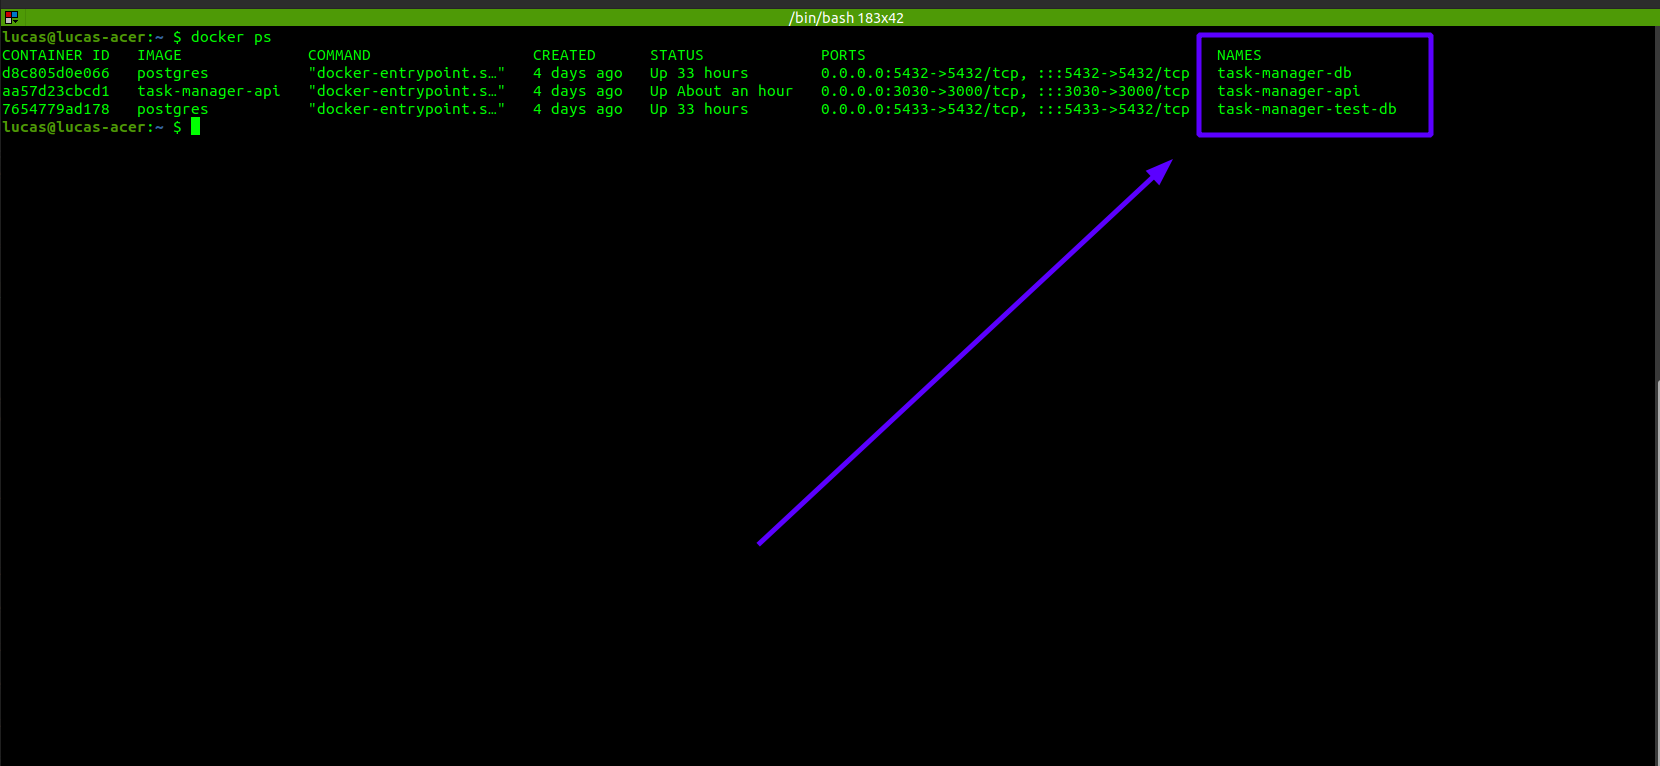 /bin/bash 183x42
lucas@lucas-acer:~ $ docker ps
CONTAINER ID   IMAGE              COMMAND                  CREATED      STATUS             PORTS                                       NAMES
d8c805d0e066   postgres           "docker-entrypoint.s…"   4 days ago   Up 33 hours        0.0.0.0:5432->5432/tcp, :::5432->5432/tcp   task-manager-db
aa57d23cbcd1   task-manager-api   "docker-entrypoint.s…"   4 days ago   Up About an hour   0.0.0.0:3030->3000/tcp, :::3030->3000/tcp   task-manager-api
7654779ad178   postgres           "docker-entrypoint.s…"   4 days ago   Up 33 hours        0.0.0.0:5433->5432/tcp, :::5433->5432/tcp   task-manager-test-db
lucas@lucas-acer:~ $